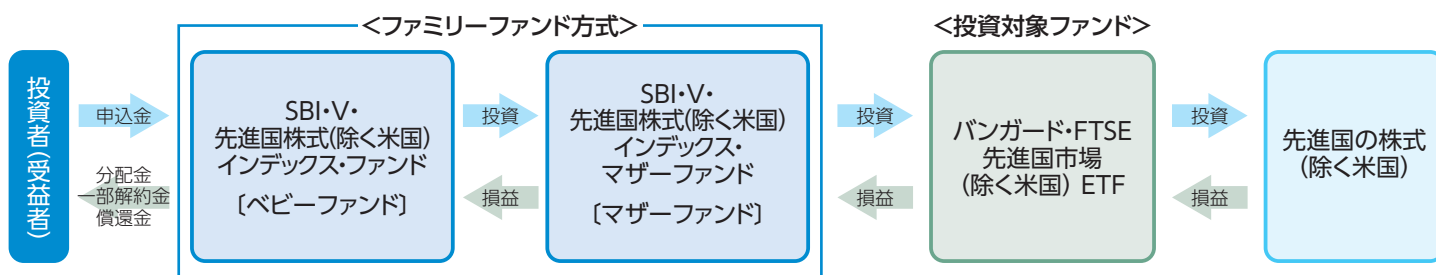 <ファミリーファンド方式>
<投資対象ファンド>
投資者(受益者)
申込金
分配金
一部解約金
償還金
SBI・V・
先進国株式(除く米国)
インデックス・ファンド
〔ベビーファンド〕
投資
損益
SBI・V・
先進国株式(除く米国)
インデックス・
マザーファンド
〔マザーファンド〕
投資
損益
バンガード・FTSE
先進国市場
(除く米国) ETF
投資
損益
先進国の株式
(除く米国)